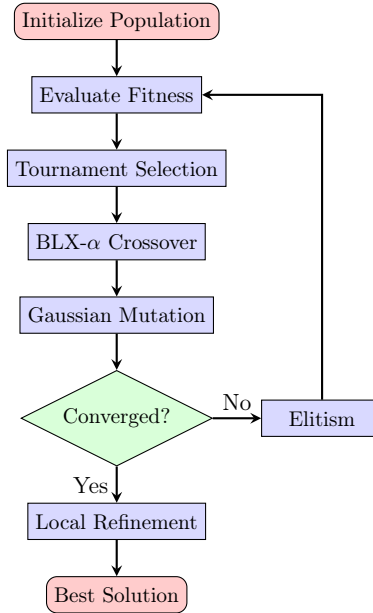 Initialize Population
Evaluate Fitness
Tournament Selection
BLX-α Crossover
Gaussian Mutation
Converged?
No
Elitism
Yes
Local Refinement
Best Solution